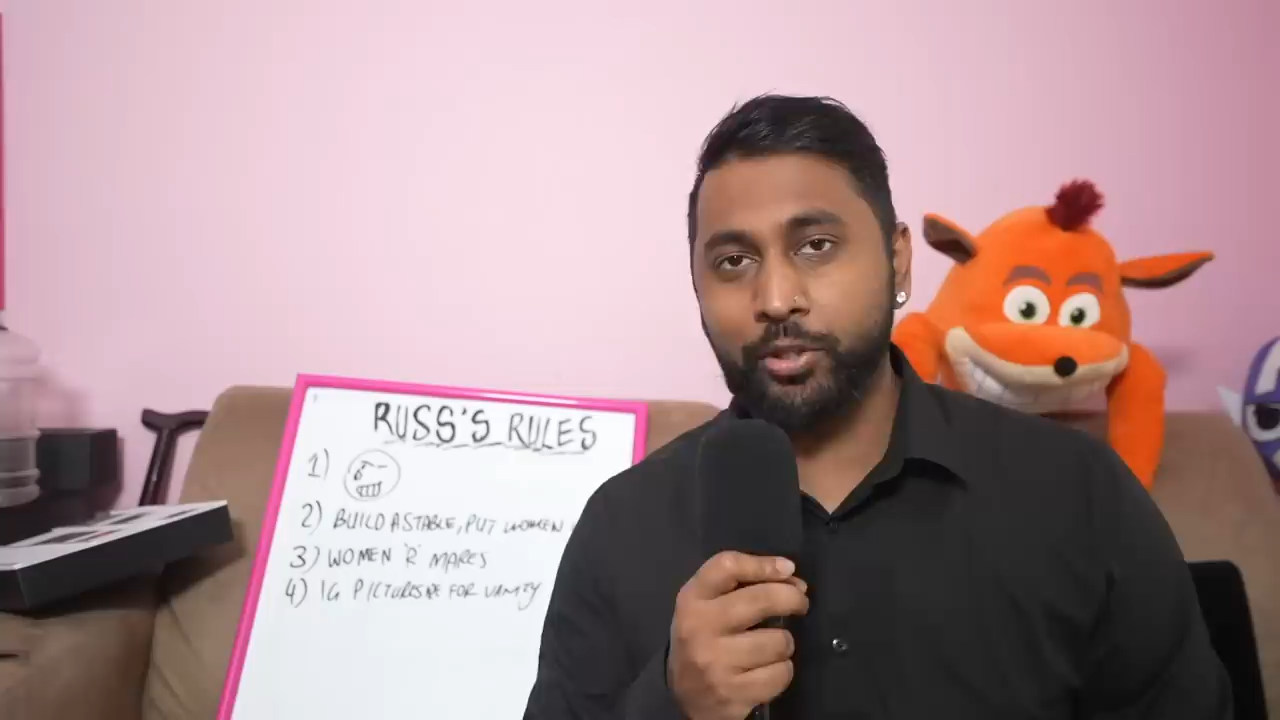 RUSS'S RULES
1)
2) BUILD A STABLE, PUT WOMEN
3) WOMEN 'R' MARES
4) IG PICTURES FOR VANITY